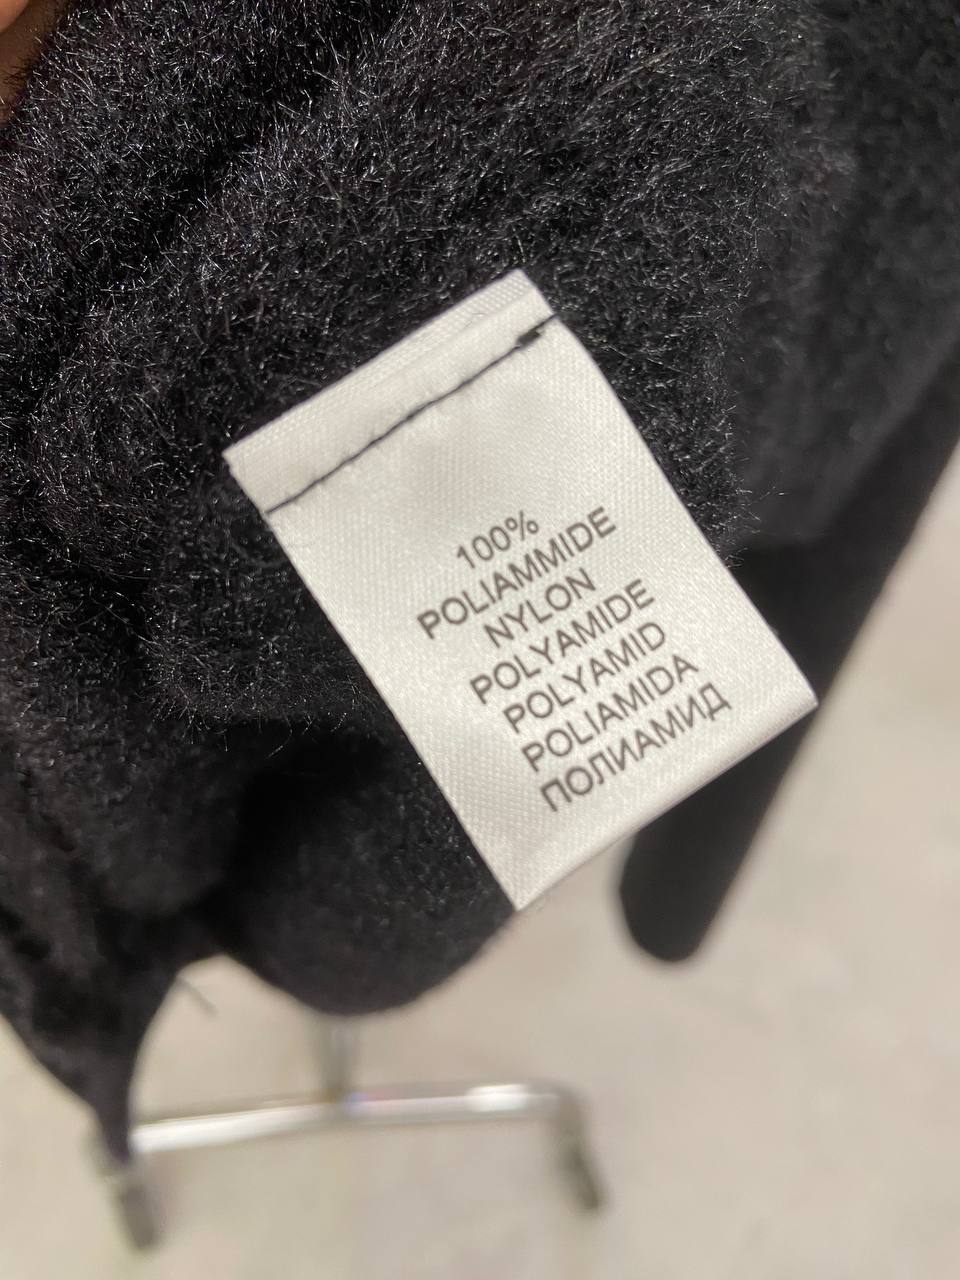 100%
POLIAMMIDE
NYLON
POLYAMIDE
POLYAMID
POLIAMIDA
ПОЛИАМИД